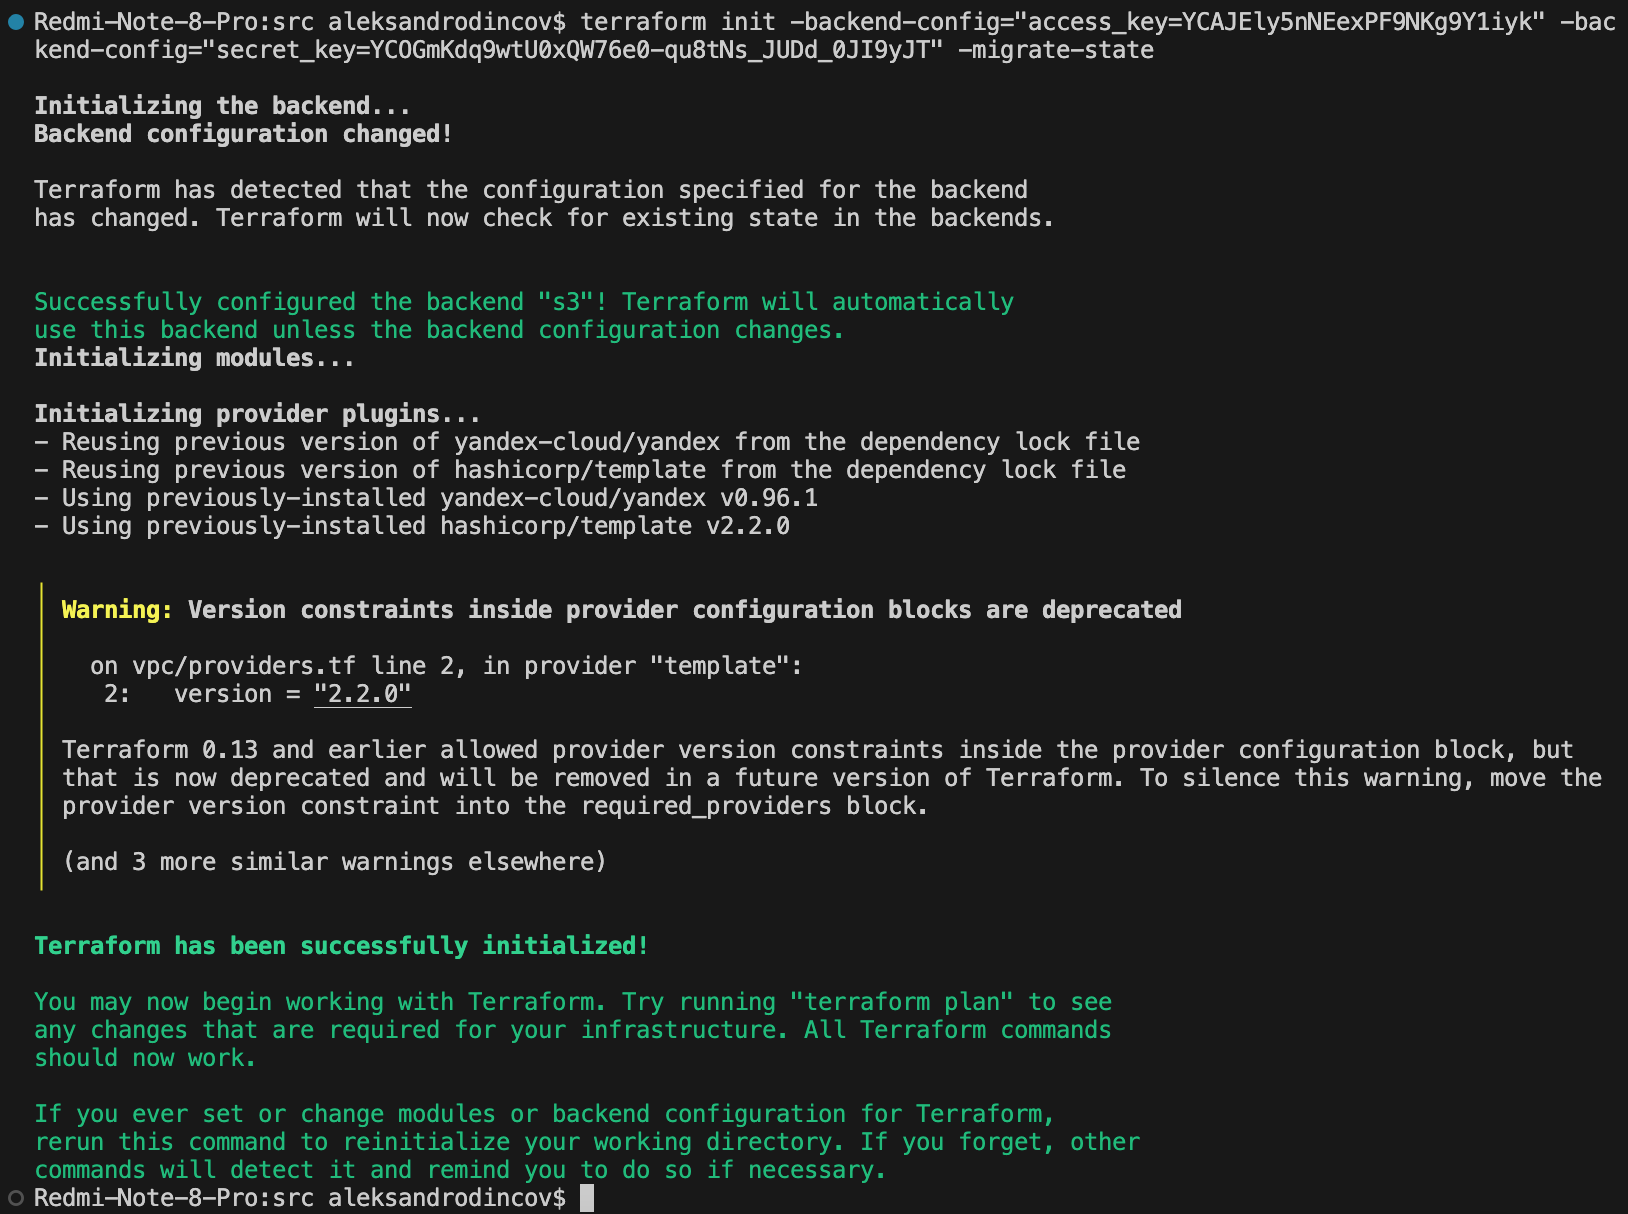 Redmi-Note-8-Pro:src aleksandrodincov$ terraform init -backend-config="access_key=YCAJEly5nNEexPF9NKg9Y1iyk" -bac
kend-config="secret_key=YCOGmKdq9wtU0xQW76e0-qu8tNs_JUDd_0JI9yJT" -migrate-state
Initializing the backend...
Backend configuration changed!
Terraform has detected that the configuration specified for the backend
has changed. Terraform will now check for existing state in the backends.
Successfully configured the backend "s3"! Terraform will automatically
use this backend unless the backend configuration changes.
Initializing modules...
Initializing provider plugins...
- Reusing previous version of yandex-cloud/yandex from the dependency lock file
- Reusing previous version of hashicorp/template from the dependency lock file
- Using previously-installed yandex-cloud/yandex v0.96.1
- Using previously-installed hashicorp/template v2.2.0
Warning: Version constraints inside provider configuration blocks are deprecated
on vpc/providers.tf line 2, in provider "template":
2: version = "2.2.0"
Terraform 0.13 and earlier allowed provider version constraints inside the provider configuration block, but
that is now deprecated and will be removed in a future version of Terraform. To silence this warning, move the
provider version constraint into the required_providers block.
(and 3 more similar warnings elsewhere)
Terraform has been successfully initialized!
You may now begin working with Terraform. Try running "terraform plan" to see
any changes that are required for your infrastructure. All Terraform commands
should now work.
If you ever set or change modules or backend configuration for Terraform,
rerun this command to reinitialize your working directory. If you forget, other
commands will detect it and remind you to do so if necessary.
Redmi-Note-8-Pro:src aleksandrodincov$